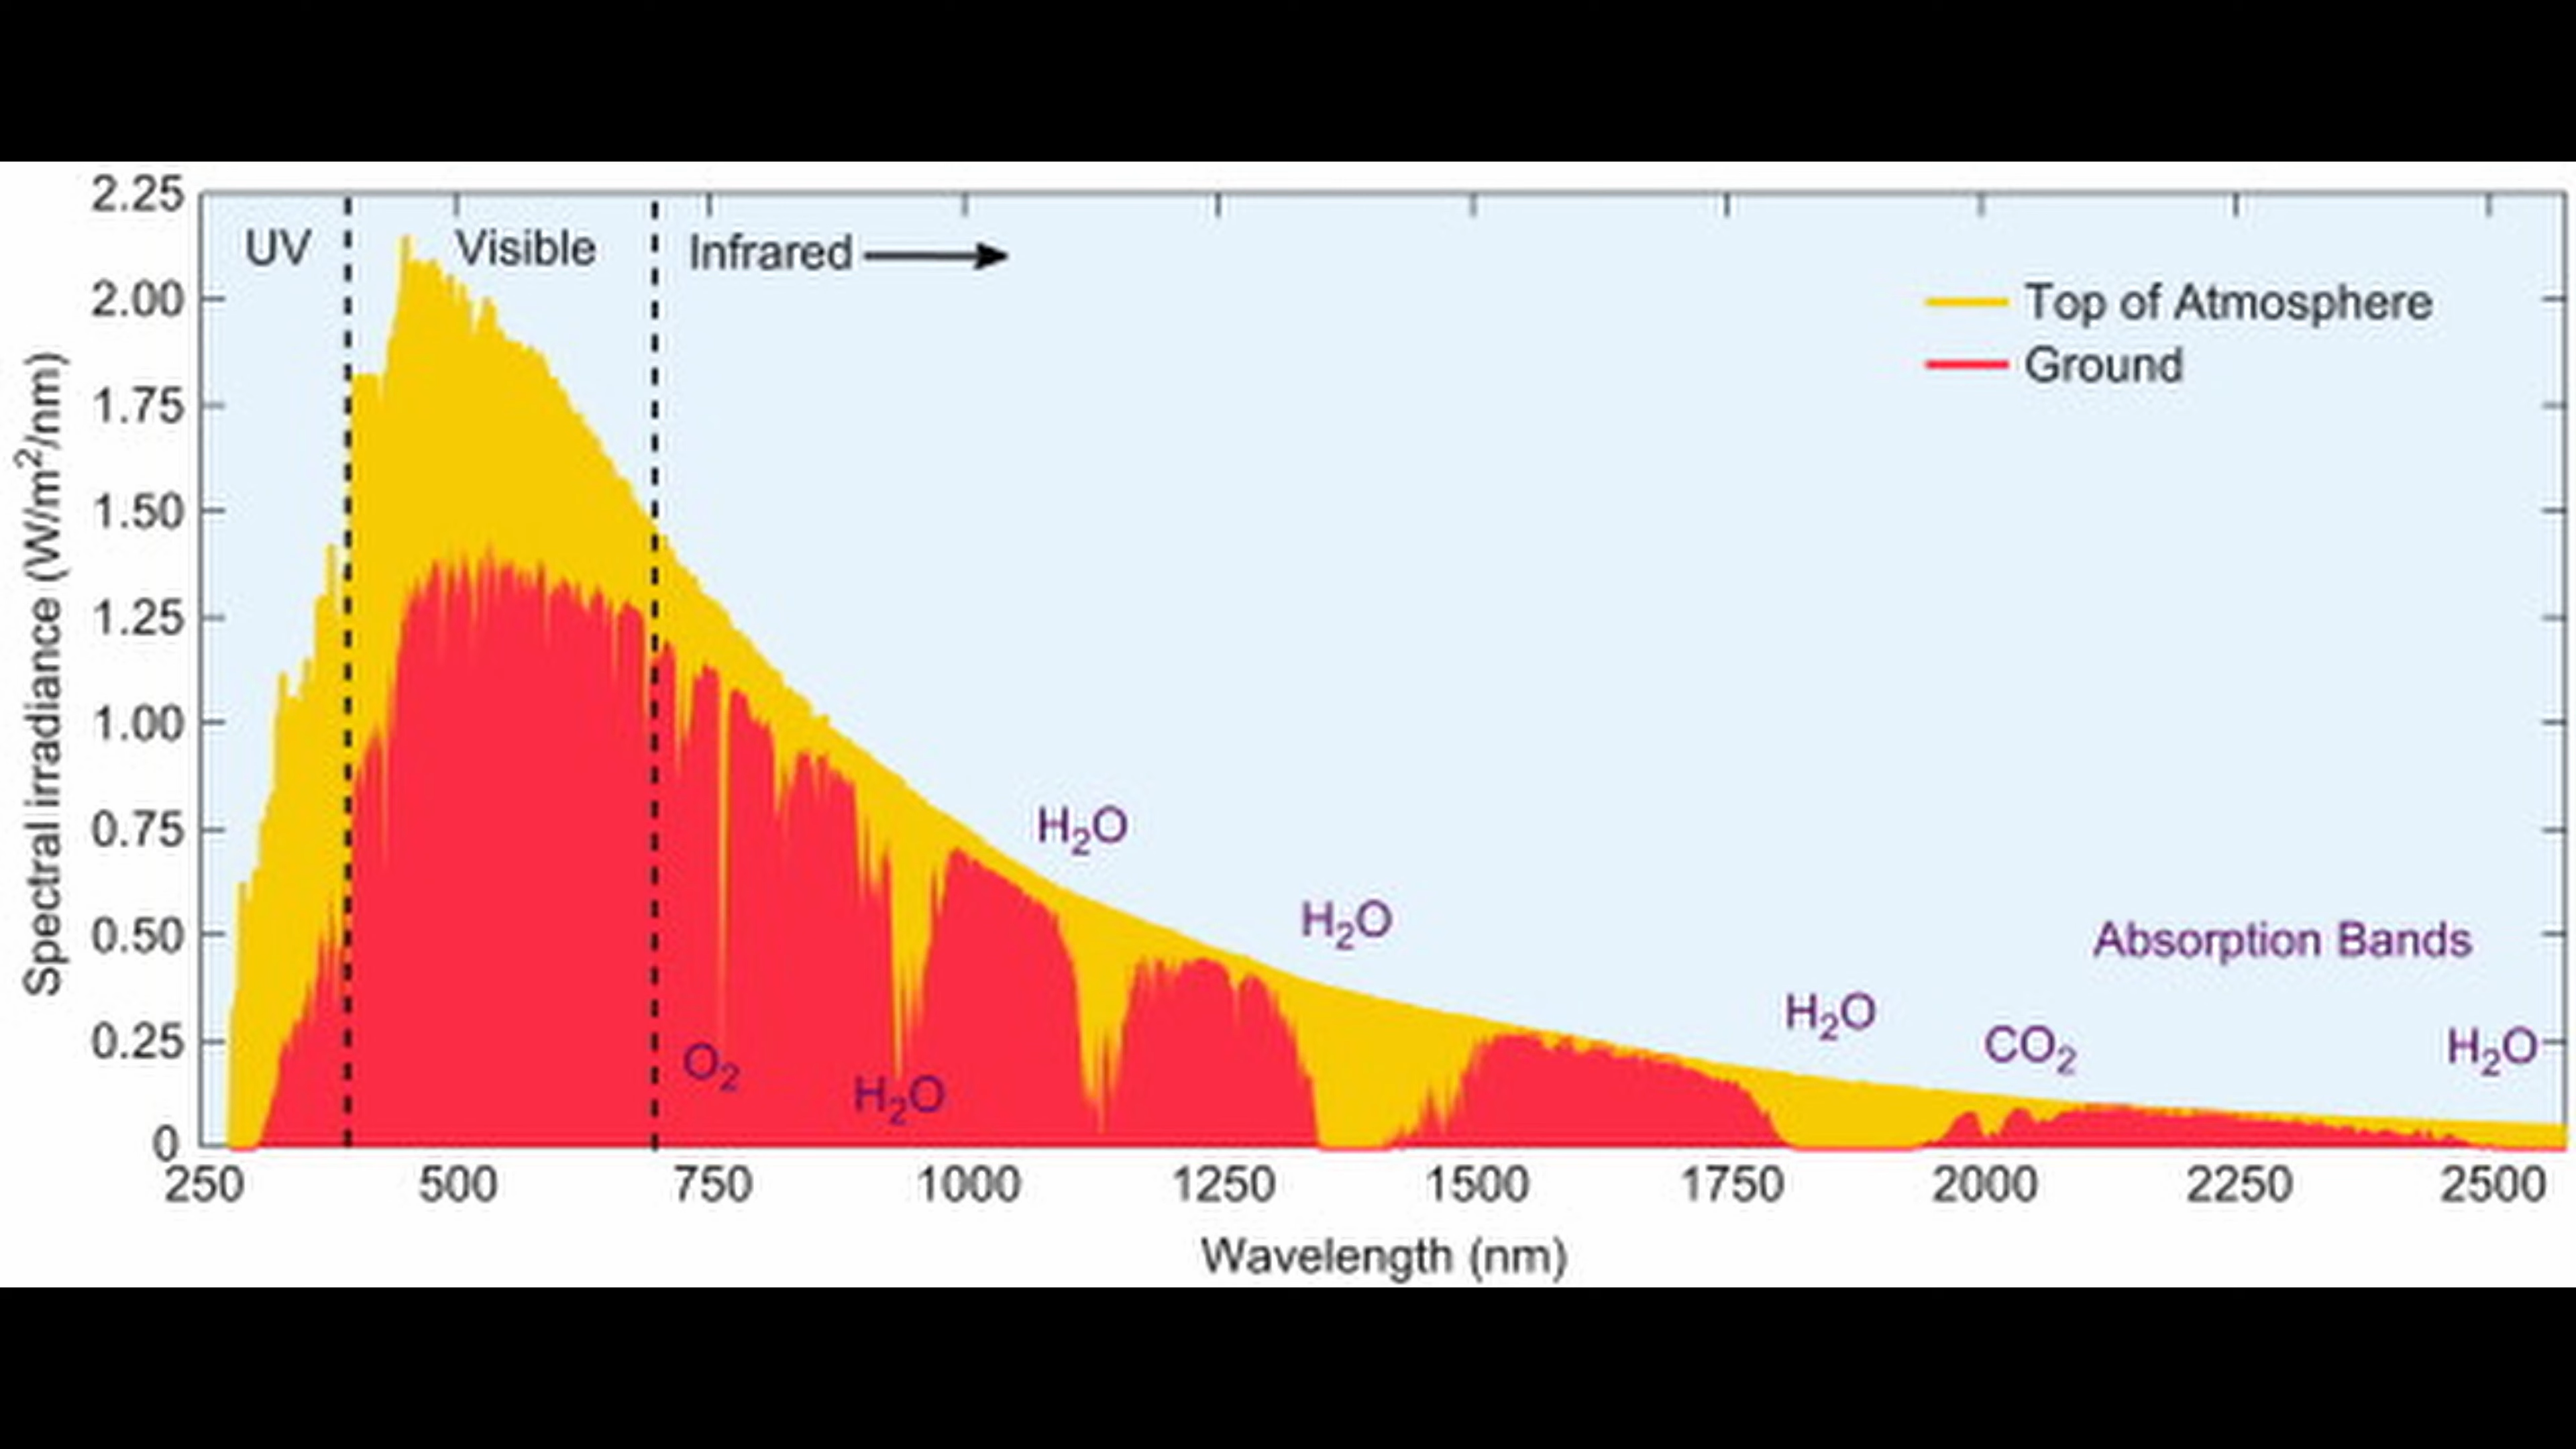 2.25
2.00
1.75
1.50
1.25
1.00
0.75
0.50
0.25
0
Spectral irradiance (W/m²/nm)
UV
Visible
Infrared
Top of Atmosphere
Ground
H₂O
H₂O
Absorption Bands
H₂O
CO₂
H₂O
O₂
H₂O
250 500 750 1000 1250 1500 1750 2000 2250 2500
Wavelength (nm)